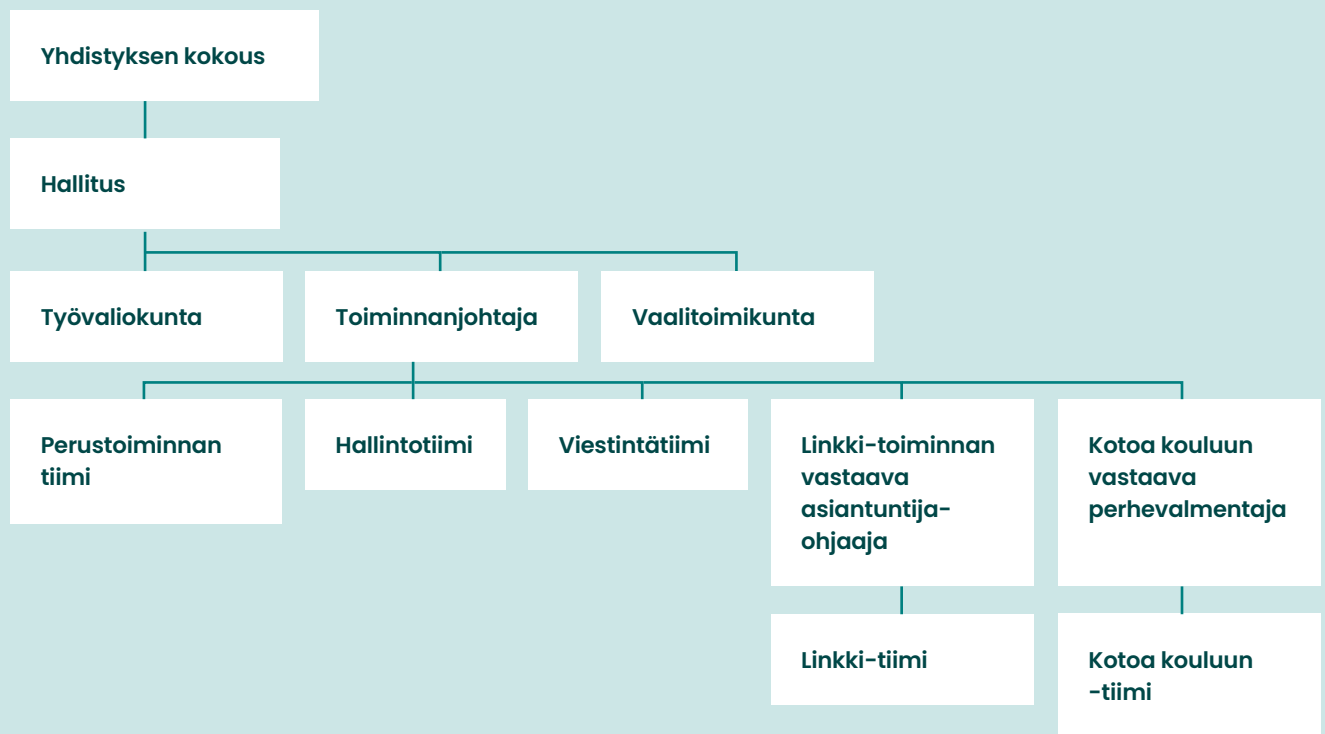 Yhdistyksen kokous
Hallitus
Työvaliokunta
Toiminnanjohtaja
Vaalitoimikunta
Perustoiminnan
tiimi
Hallintotiimi
Viestintätiimi
Linkki-toiminnan
vastaava
asiantuntija-
ohjaaja
Kotoa kouluun
vastaava
perhevalmentaja
Linkki-tiimi
Kotoa kouluun
-tiimi